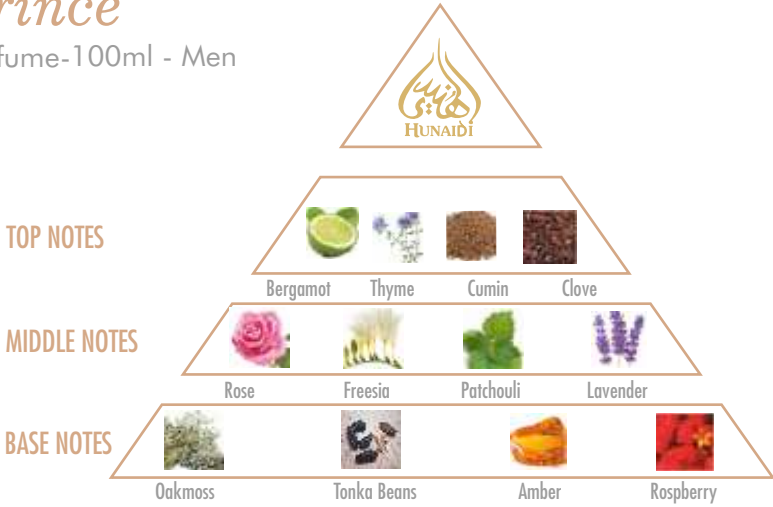 rince
fume-100ml - Men
هنيدي
HUNAIDI
TOP NOTES
Bergamot Thyme Cumin Clove
MIDDLE NOTES
Rose Freesia Patchouli Lavender
BASE NOTES
Oakmoss Tonka Beans Amber Rospberry